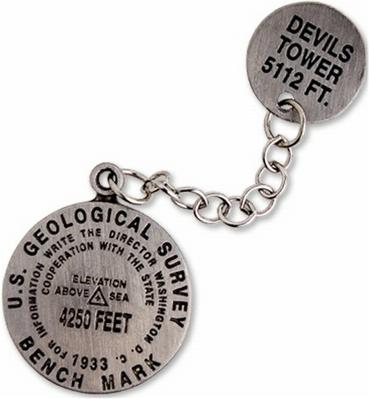 DEVILS
TOWER
5112 FT.
U.S. GEOLOGICAL SURVEY
FOR INFORMATION WRITE THE DIRECTOR WASHINGTON D.C.
COOPERATION WITH THE STATE
ELEVATION
ABOVE SEA
4250 FEET
1933
BENCH MARK